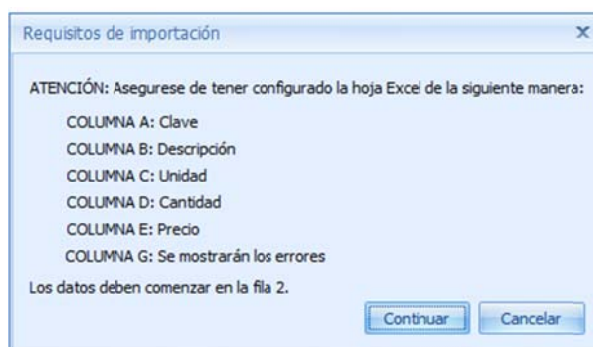 Requisitos de importación
ATENCIÓN: Asegurese de tener configurado la hoja Excel de la siguiente manera:
COLUMNA A: Clave
COLUMNA B: Descripción
COLUMNA C: Unidad
COLUMNA D: Cantidad
COLUMNA E: Precio
COLUMNA G: Se mostrarán los errores
Los datos deben comenzar en la fila 2.
Continuar Cancelar